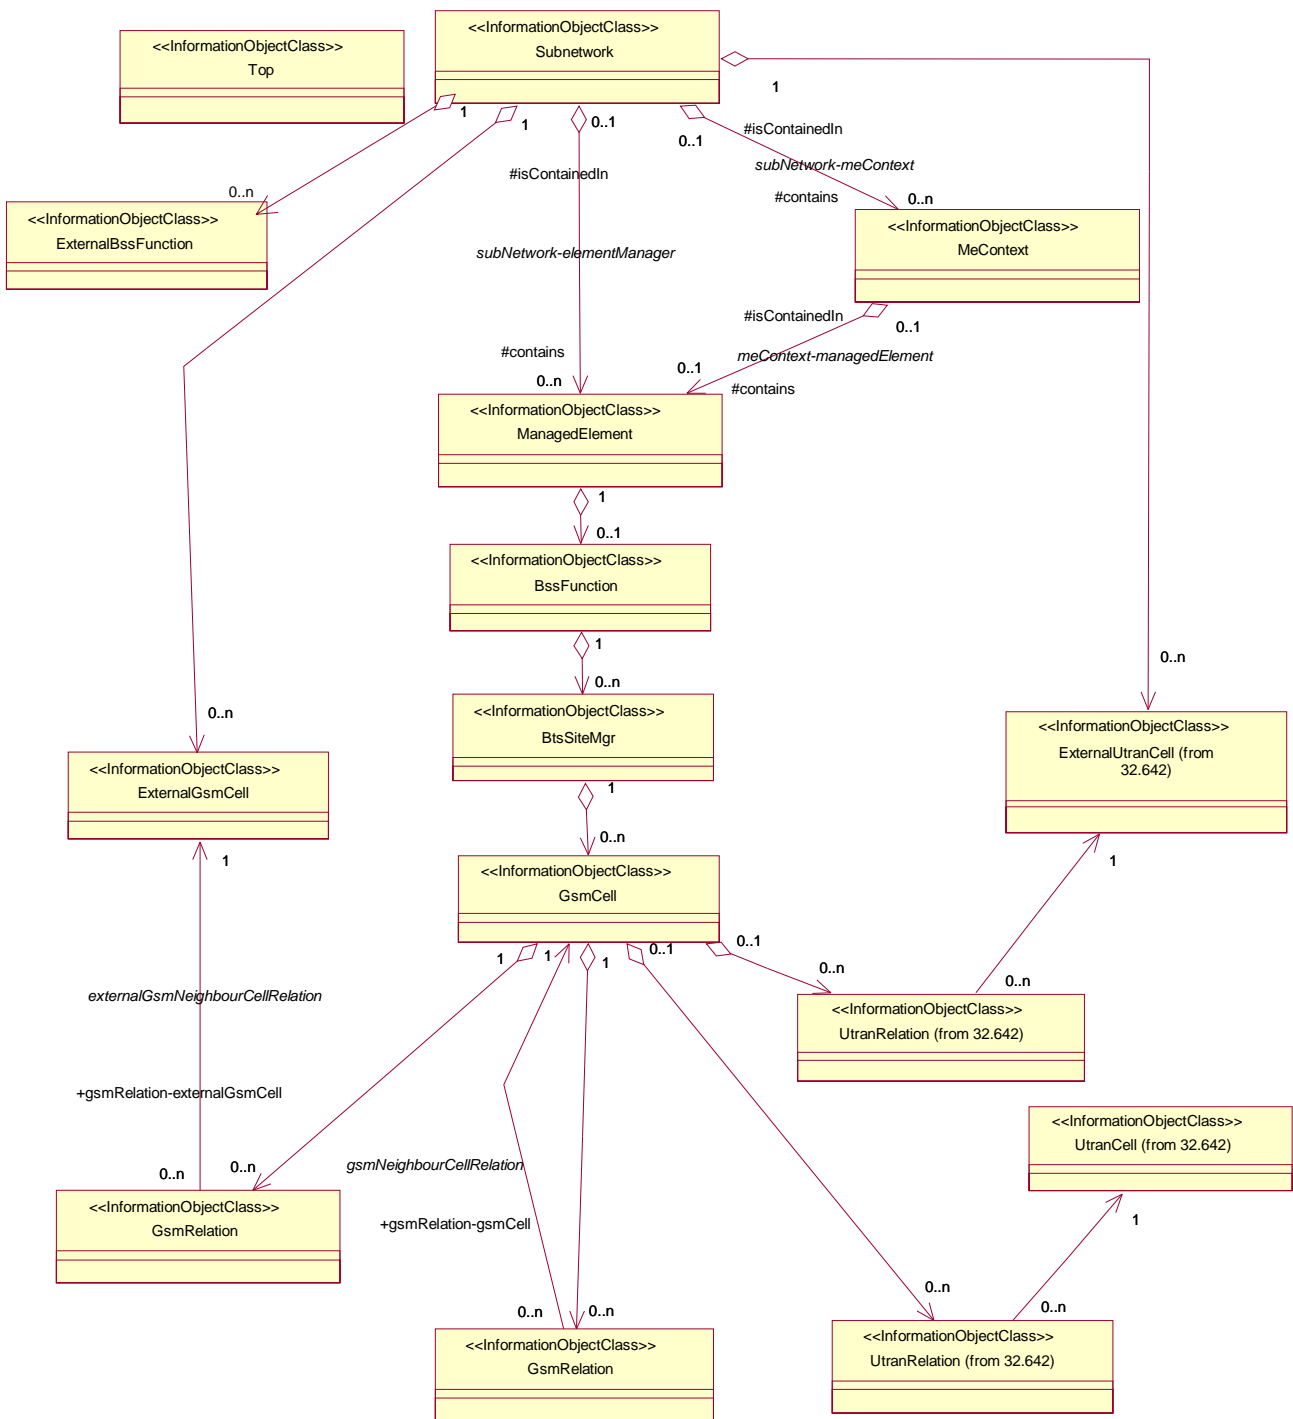 <<InformationObjectClass>>
Subnetwork
<<InformationObjectClass>>
Top
1
1
1
0..1
0..1
#isContainedIn
subNetwork-meContext
#isContainedIn
#contains
0..n
0..n
<<InformationObjectClass>>
ExternalBssFunction
<<InformationObjectClass>>
MeContext
subNetwork-elementManager
#isContainedIn
0..1
#contains
0..n
meContext-managedElement
0..1
#contains
<<InformationObjectClass>>
ManagedElement
1
0..1
<<InformationObjectClass>>
BssFunction
1
0..n
0..n
0..n
<<InformationObjectClass>>
BtsSiteMgr
<<InformationObjectClass>>
ExternalUtranCell (from
32.642)
<<InformationObjectClass>>
ExternalGsmCell
1
0..n
1
1
<<InformationObjectClass>>
GsmCell
1
1
1
0..1
0..1
0..n
0..n
externalGsmNeighbourCellRelation
<<InformationObjectClass>>
UtranRelation (from 32.642)
+gsmRelation-externalGsmCell
<<InformationObjectClass>>
UtranCell (from 32.642)
0..n
0..n
gsmNeighbourCellRelation
<<InformationObjectClass>>
GsmRelation
+gsmRelation-gsmCell
1
0..n
0..n
0..n
0..n
<<InformationObjectClass>>
GsmRelation
<<InformationObjectClass>>
UtranRelation (from 32.642)